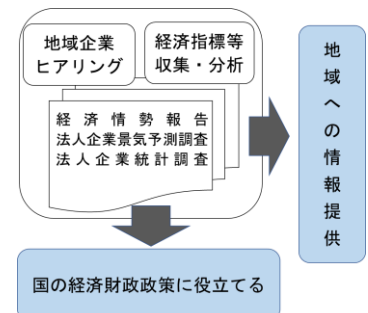 地域企業
ヒアリング
経済指標等
収集・分析
経済情勢報告
法人企業景気予測調査
法人企業統計調査
地域への情報提供
国の経済財政政策に役立てる